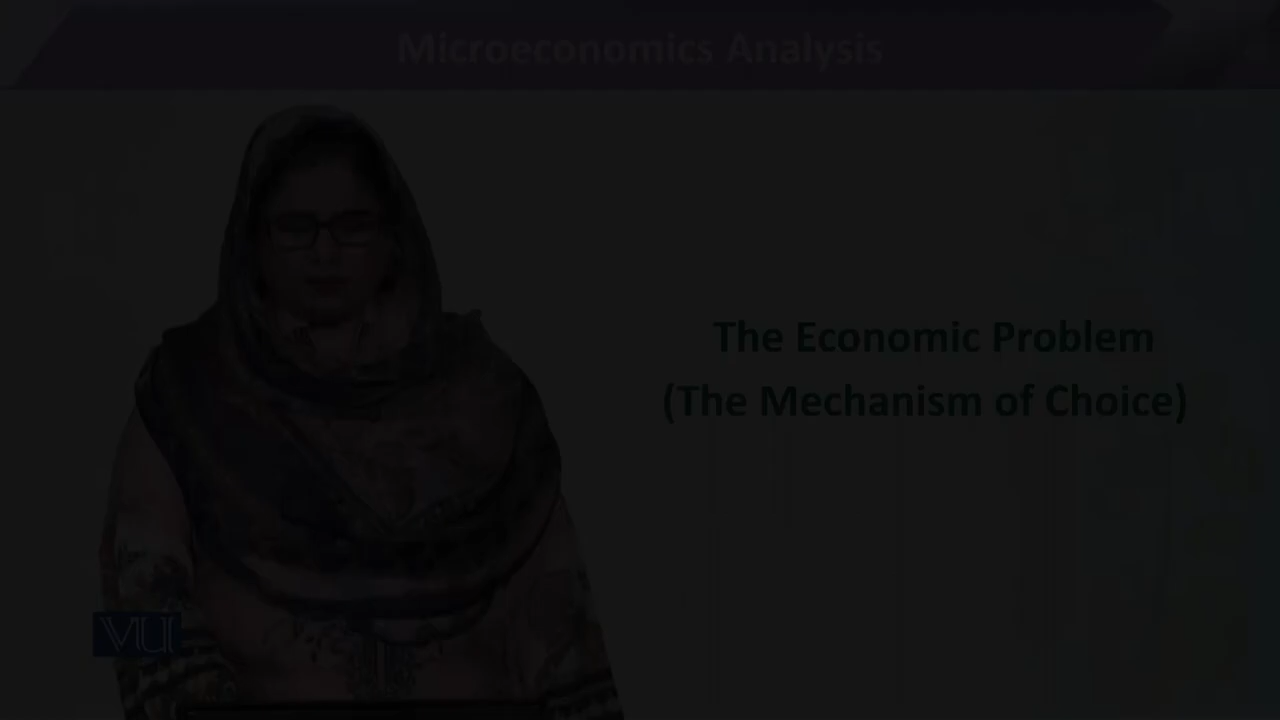 Microeconomics Analysis
The Economic Problem
(The Mechanism of Choice)
VU